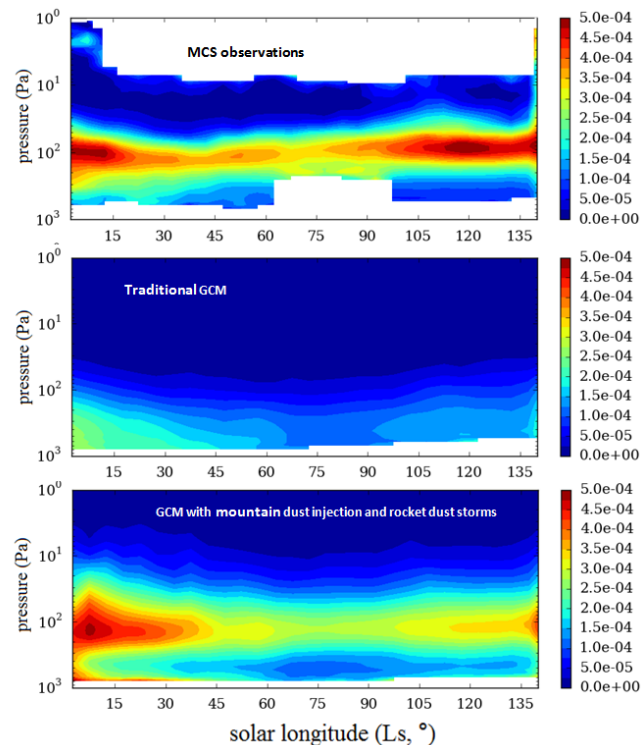 MCS observations
pressure (Pa)
10⁰
10¹
10²
10³
15 30 45 60 75 90 105 120 135
5.0e-04
4.5e-04
4.0e-04
3.5e-04
3.0e-04
2.5e-04
2.0e-04
1.5e-04
1.0e-04
5.0e-05
0.0e+00
Traditional GCM
pressure (Pa)
10⁰
10¹
10²
10³
15 30 45 60 75 90 105 120 135
5.0e-04
4.5e-04
4.0e-04
3.5e-04
3.0e-04
2.5e-04
2.0e-04
1.5e-04
1.0e-04
5.0e-05
0.0e+00
GCM with mountain dust injection and rocket dust storms
pressure (Pa)
10⁰
10¹
10²
10³
15 30 45 60 75 90 105 120 135
5.0e-04
4.5e-04
4.0e-04
3.5e-04
3.0e-04
2.5e-04
2.0e-04
1.5e-04
1.0e-04
5.0e-05
0.0e+00
solar longitude (Ls, °)